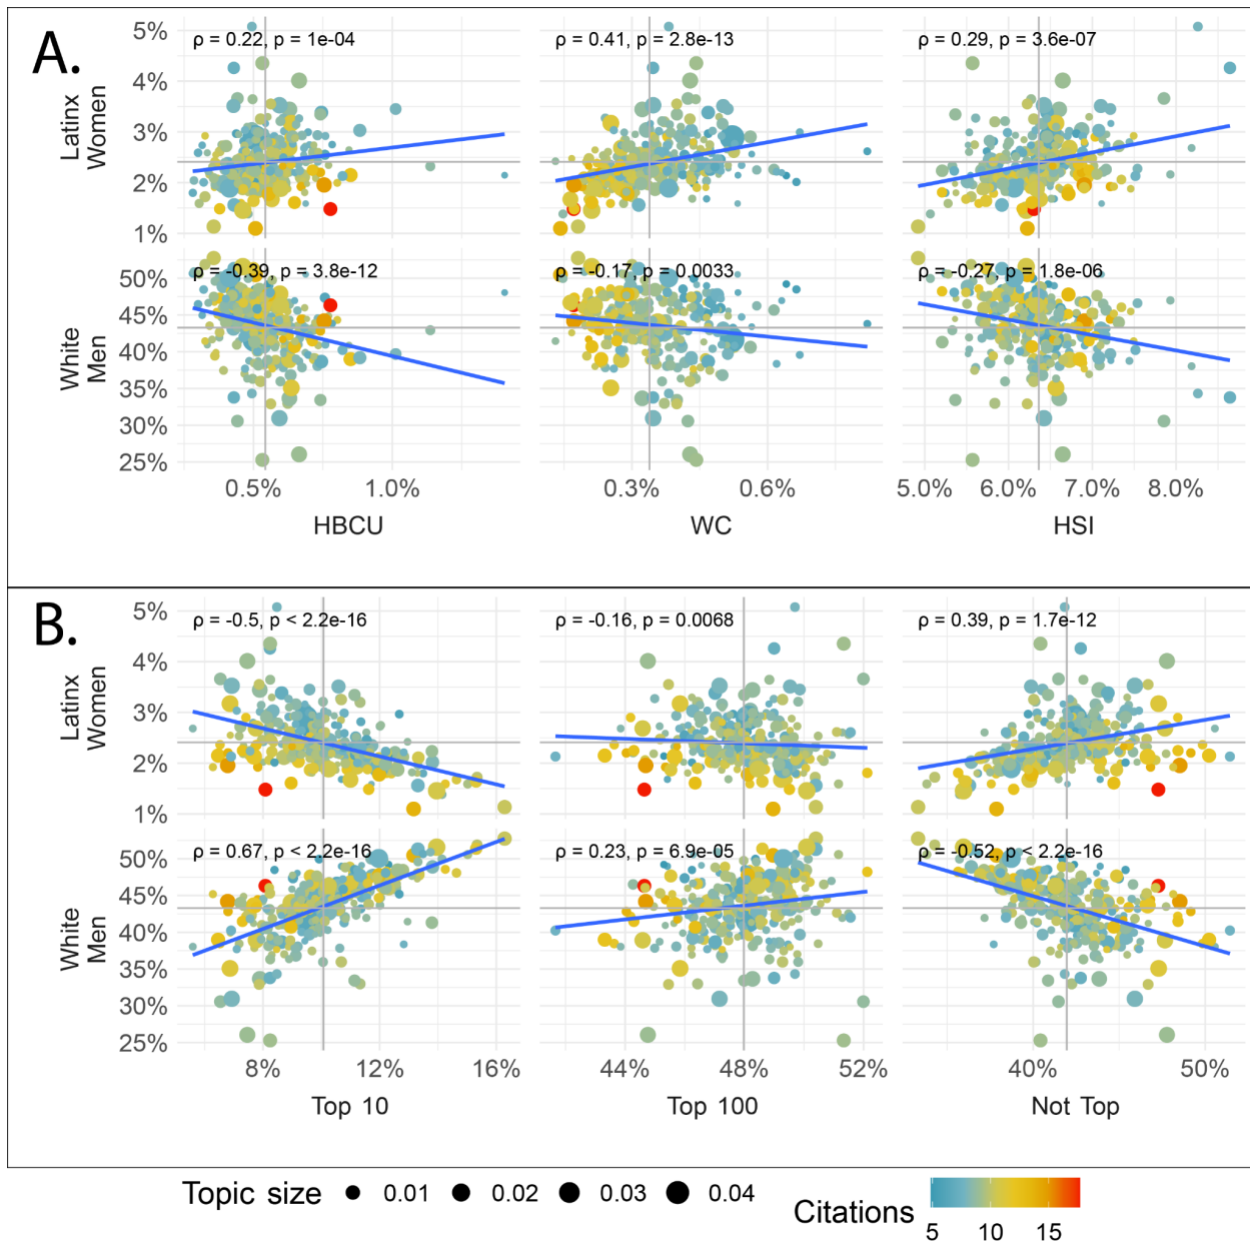 A.
Latinx
Women
5%
4%
3%
2%
1%
ρ = 0.22, p = 1e-04
ρ = 0.41, p = 2.8e-13
ρ = 0.29, p = 3.6e-07
White
Men
50%
45%
40%
35%
30%
25%
ρ = -0.39, p = 3.8e-12
ρ = -0.17, p = 0.0033
ρ = -0.27, p = 1.8e-06
0.5% 1.0% 0.3% 0.6% 5.0% 6.0% 7.0% 8.0%
HBCU WC HSI
B.
Latinx
Women
5%
4%
3%
2%
1%
ρ = -0.5, p < 2.2e-16
ρ = -0.16, p = 0.0068
ρ = 0.39, p = 1.7e-12
White
Men
50%
45%
40%
35%
30%
25%
ρ = 0.67, p < 2.2e-16
ρ = 0.23, p = 6.9e-05
ρ = -0.52, p < 2.2e-16
8% 12% 16% 44% 48% 52% 40% 50%
Top 10 Top 100 Not Top
Topic size 0.01 0.02 0.03 0.04
Citations 5 10 15